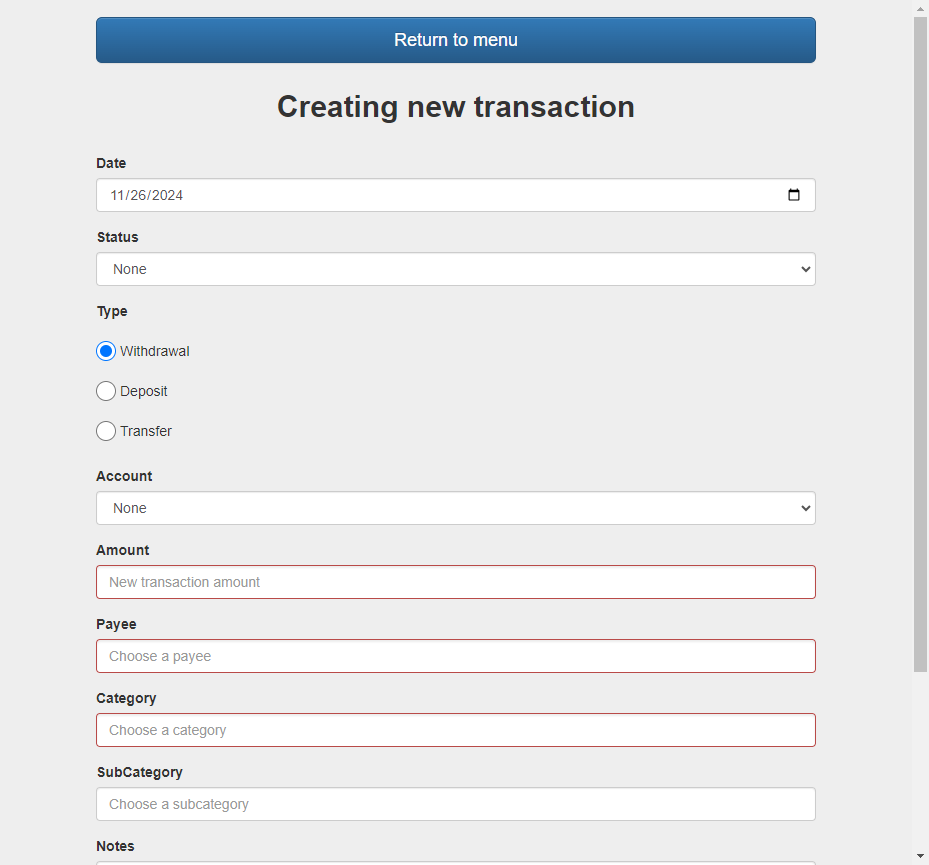 Return to menu
Creating new transaction
Date
11/26/2024
Status
None
Type
Withdrawal
Deposit
Transfer
Account
None
Amount
New transaction amount
Payee
Choose a payee
Category
Choose a category
SubCategory
Choose a subcategory
Notes